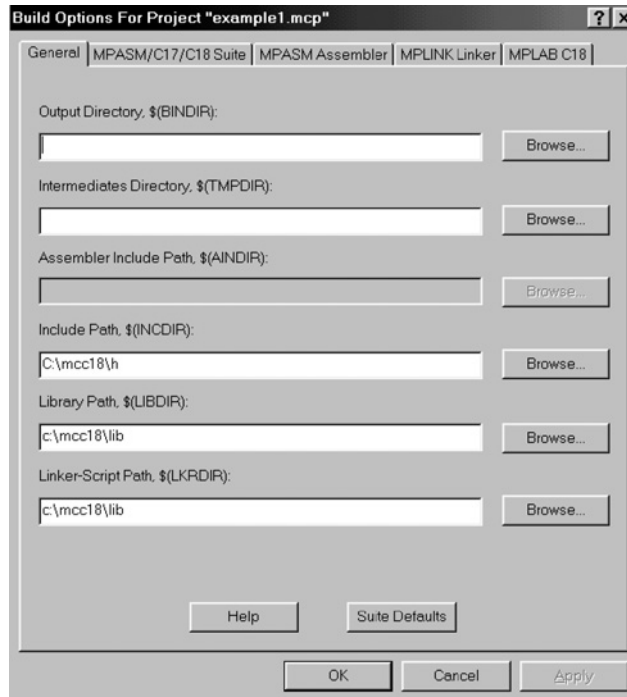 Build Options For Project "example1.mcp"
General MPASM/C17/C18 Suite MPASM Assembler MPLINK Linker MPLAB C18
Output Directory, $(BINDIR):
Browse...
Intermediates Directory, $(TMPDIR):
Browse...
Assembler Include Path, $(AINDIR):
Browse...
Include Path, $(INCDIR):
C:\mcc18\h Browse...
Library Path, $(LIBDIR):
c:\mcc18\lib Browse...
Linker-Script Path, $(LKRDIR):
c:\mcc18\lib Browse...
Help Suite Defaults
OK Cancel Apply